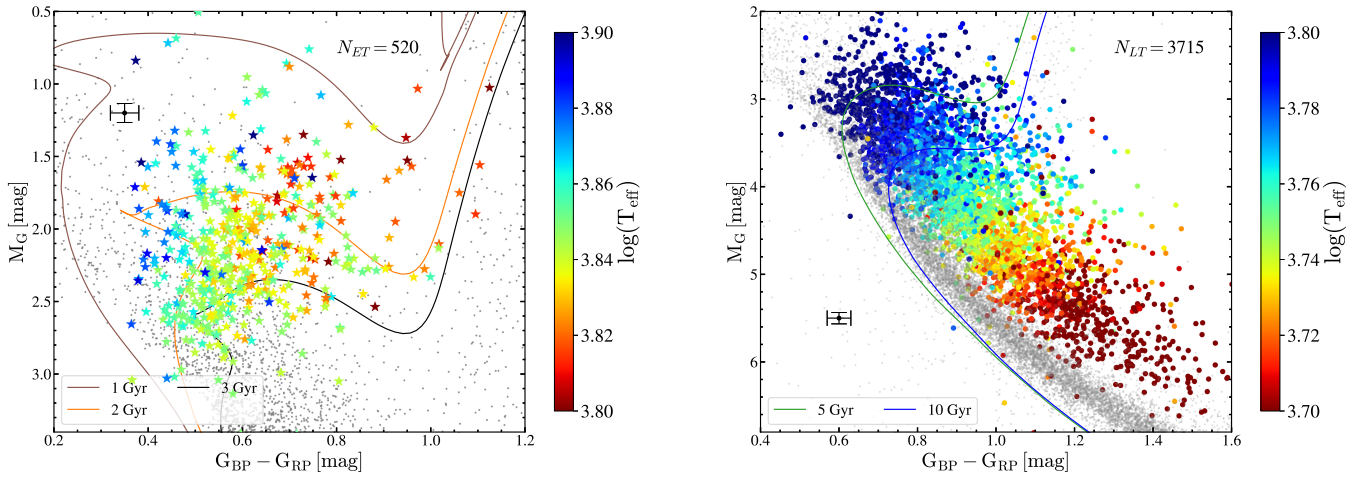 N_ET = 520
0.5
1.0
1.5
2.0
2.5
3.0
M_G [mag]
1 Gyr
2 Gyr
3 Gyr
0.2 0.4 0.6 0.8 1.0 1.2
G_BP − G_RP [mag]
3.90
3.88
3.86
3.84
3.82
3.80
log(T_eff)
N_LT = 3715
2
3
4
5
6
M_G [mag]
5 Gyr 10 Gyr
0.4 0.6 0.8 1.0 1.2 1.4 1.6
G_BP − G_RP [mag]
3.80
3.78
3.76
3.74
3.72
3.70
log(T_eff)